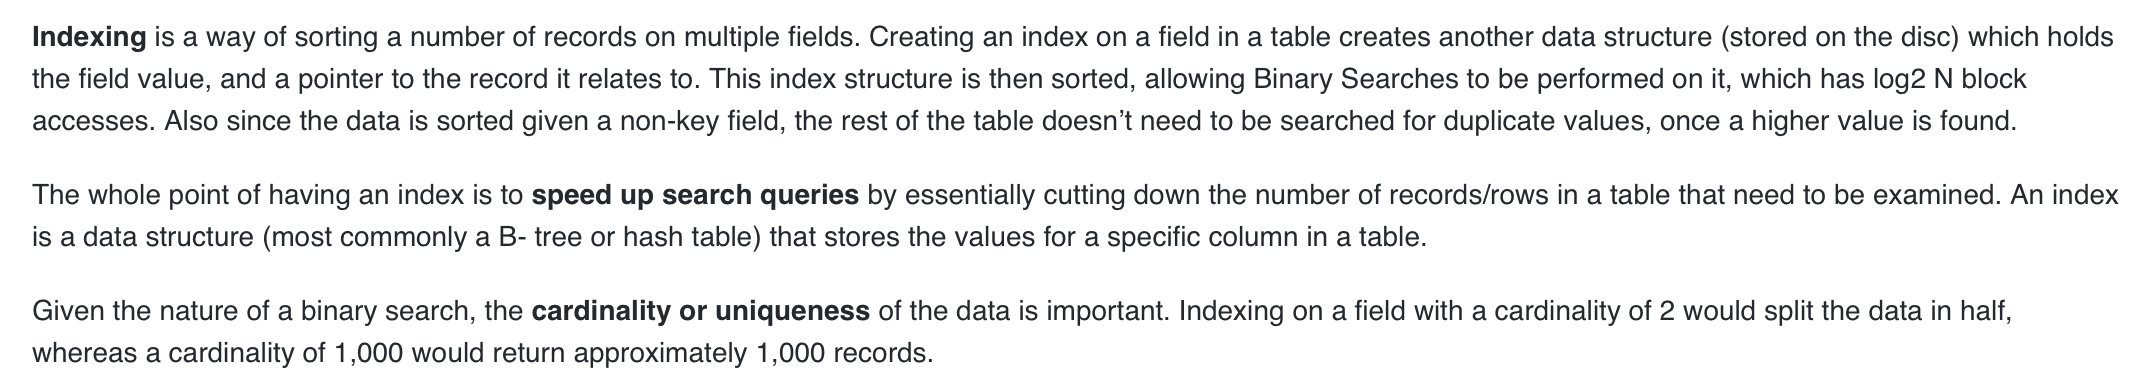 Indexing is a way of sorting a number of records on multiple fields. Creating an index on a field in a table creates another data structure (stored on the disc) which holds
the field value, and a pointer to the record it relates to. This index structure is then sorted, allowing Binary Searches to be performed on it, which has log2 N block
accesses. Also since the data is sorted given a non-key field, the rest of the table doesn’t need to be searched for duplicate values, once a higher value is found.
The whole point of having an index is to speed up search queries by essentially cutting down the number of records/rows in a table that need to be examined. An index
is a data structure (most commonly a B- tree or hash table) that stores the values for a specific column in a table.
Given the nature of a binary search, the cardinality or uniqueness of the data is important. Indexing on a field with a cardinality of 2 would split the data in half,
whereas a cardinality of 1,000 would return approximately 1,000 records.